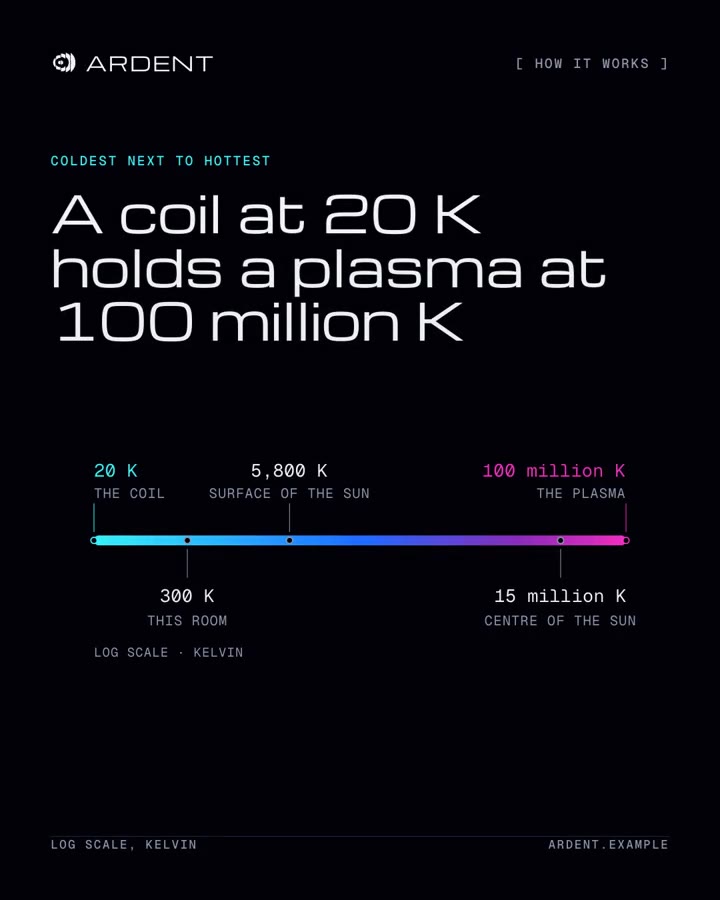 ARDENT
[ HOW IT WORKS ]
COLDEST NEXT TO HOTTEST
A coil at 20 K
holds a plasma at
100 million K
20 K
THE COIL
5,800 K
SURFACE OF THE SUN
100 million K
THE PLASMA
300 K
THIS ROOM
15 million K
CENTRE OF THE SUN
LOG SCALE · KELVIN
LOG SCALE, KELVIN
ARDENT.EXAMPLE